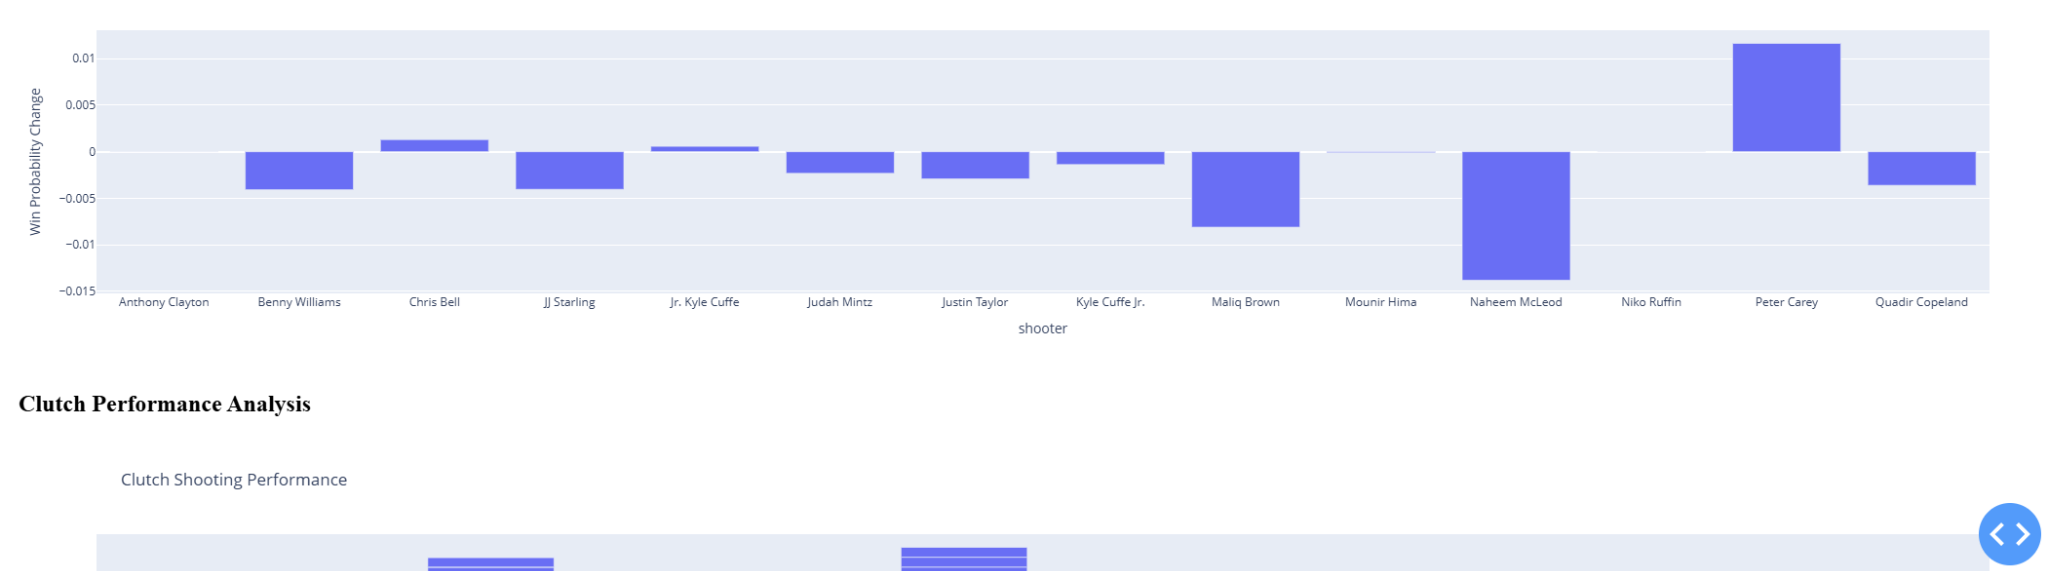 0.01
0.005
0
−0.005
−0.01
−0.015
Win Probability Change
Anthony Clayton Benny Williams Chris Bell JJ Starling Jr. Kyle Cuffe Judah Mintz Justin Taylor Kyle Cuffe Jr. Maliq Brown Mounir Hima Naheem McLeod Niko Ruffin Peter Carey Quadir Copeland
shooter
Clutch Performance Analysis
Clutch Shooting Performance